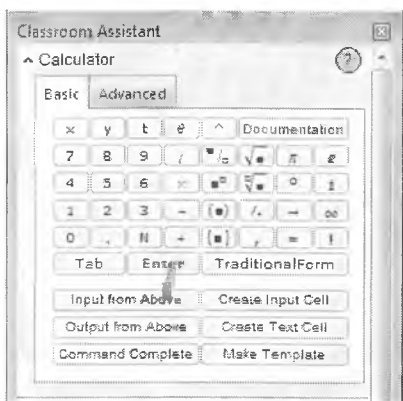 Classroom Assistant
Calculator
Basic Advanced
x y t θ ^ Documentation
7 8 9 / π e
4 5 6 × ° i
1 2 3 - (■) /. → ∞
0 . N + {■} , = !
Tab Enter TraditionalForm
Input from Above Create Input Cell
Output from Above Create Text Cell
Command Complete Make Template